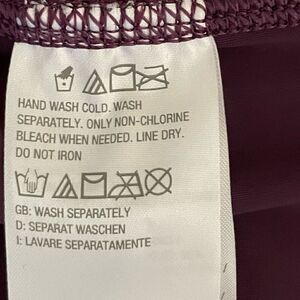 HAND WASH COLD. WASH
SEPARATELY. ONLY NON-CHLORINE
BLEACH WHEN NEEDED. LINE DRY.
DO NOT IRON
GB: WASH SEPARATELY
D: SEPARAT WASCHEN
I: LAVARE SEPARATAMENTE